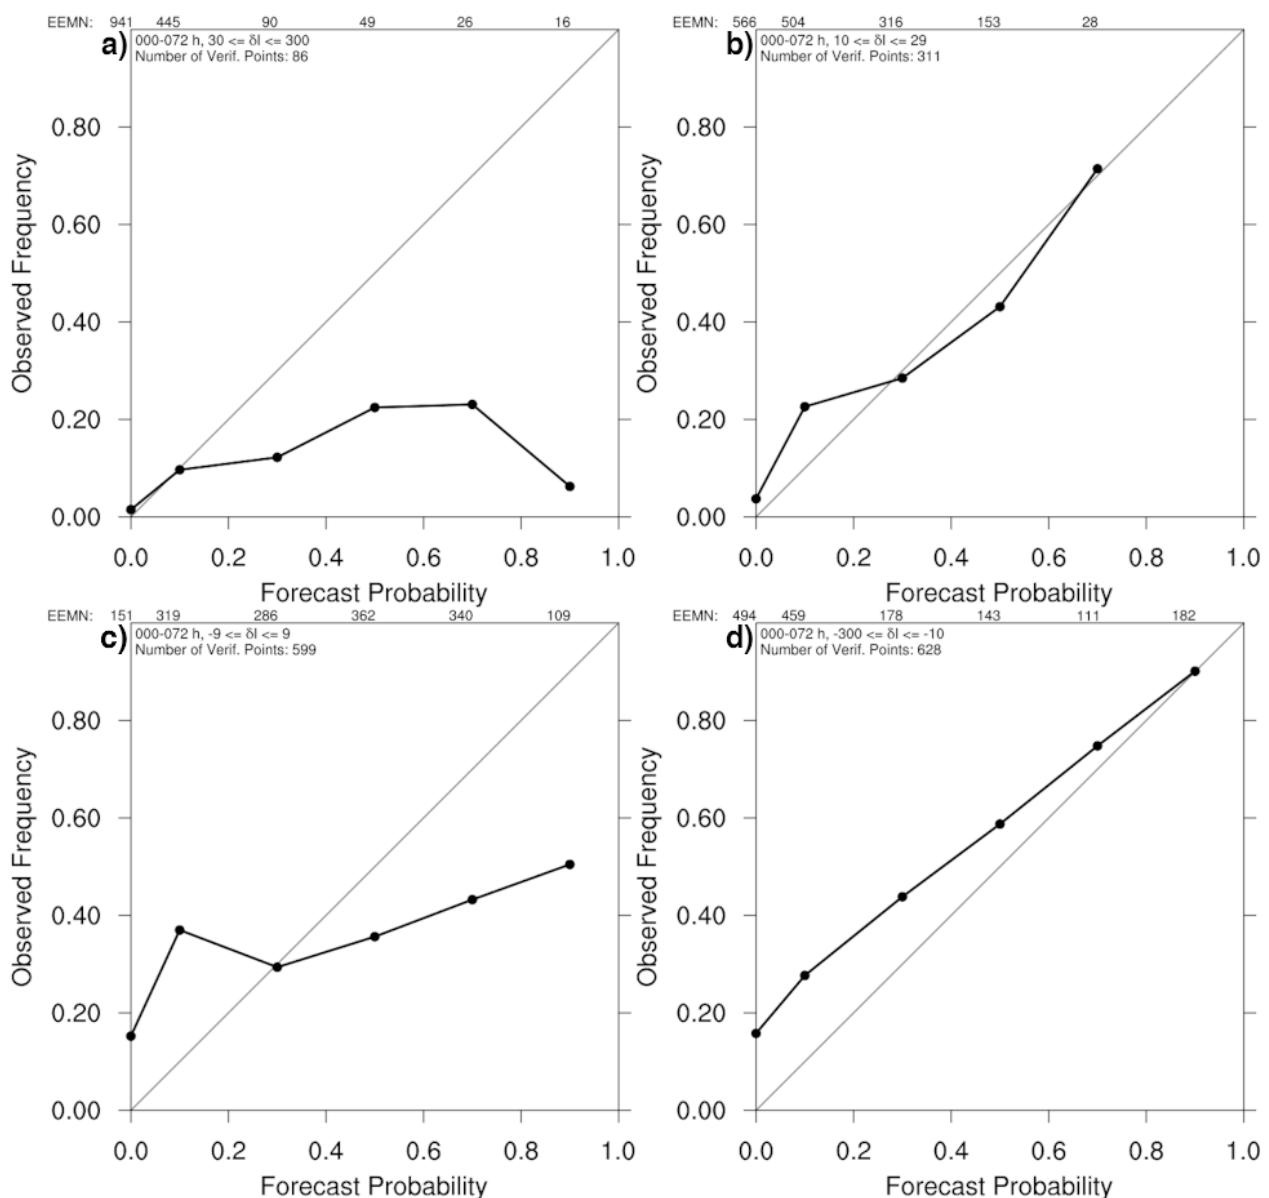 EEMN: 941 445 90 49 26 16
a)
000-072 h, 30 <= δI <= 300
Number of Verif. Points: 86
0.80
0.60
0.40
0.20
0.00
Observed Frequency
0.0 0.2 0.4 0.6 0.8 1.0
Forecast Probability
EEMN: 566 504 316 153 28
b)
000-072 h, 10 <= δI <= 29
Number of Verif. Points: 311
0.80
0.60
0.40
0.20
0.00
Observed Frequency
0.0 0.2 0.4 0.6 0.8 1.0
Forecast Probability
EEMN: 151 319 286 362 340 109
c)
000-072 h, -9 <= δI <= 9
Number of Verif. Points: 599
0.80
0.60
0.40
0.20
0.00
Observed Frequency
0.0 0.2 0.4 0.6 0.8 1.0
Forecast Probability
EEMN: 494 459 178 143 111 182
d)
000-072 h, -300 <= δI <= -10
Number of Verif. Points: 628
0.80
0.60
0.40
0.20
0.00
Observed Frequency
0.0 0.2 0.4 0.6 0.8 1.0
Forecast Probability